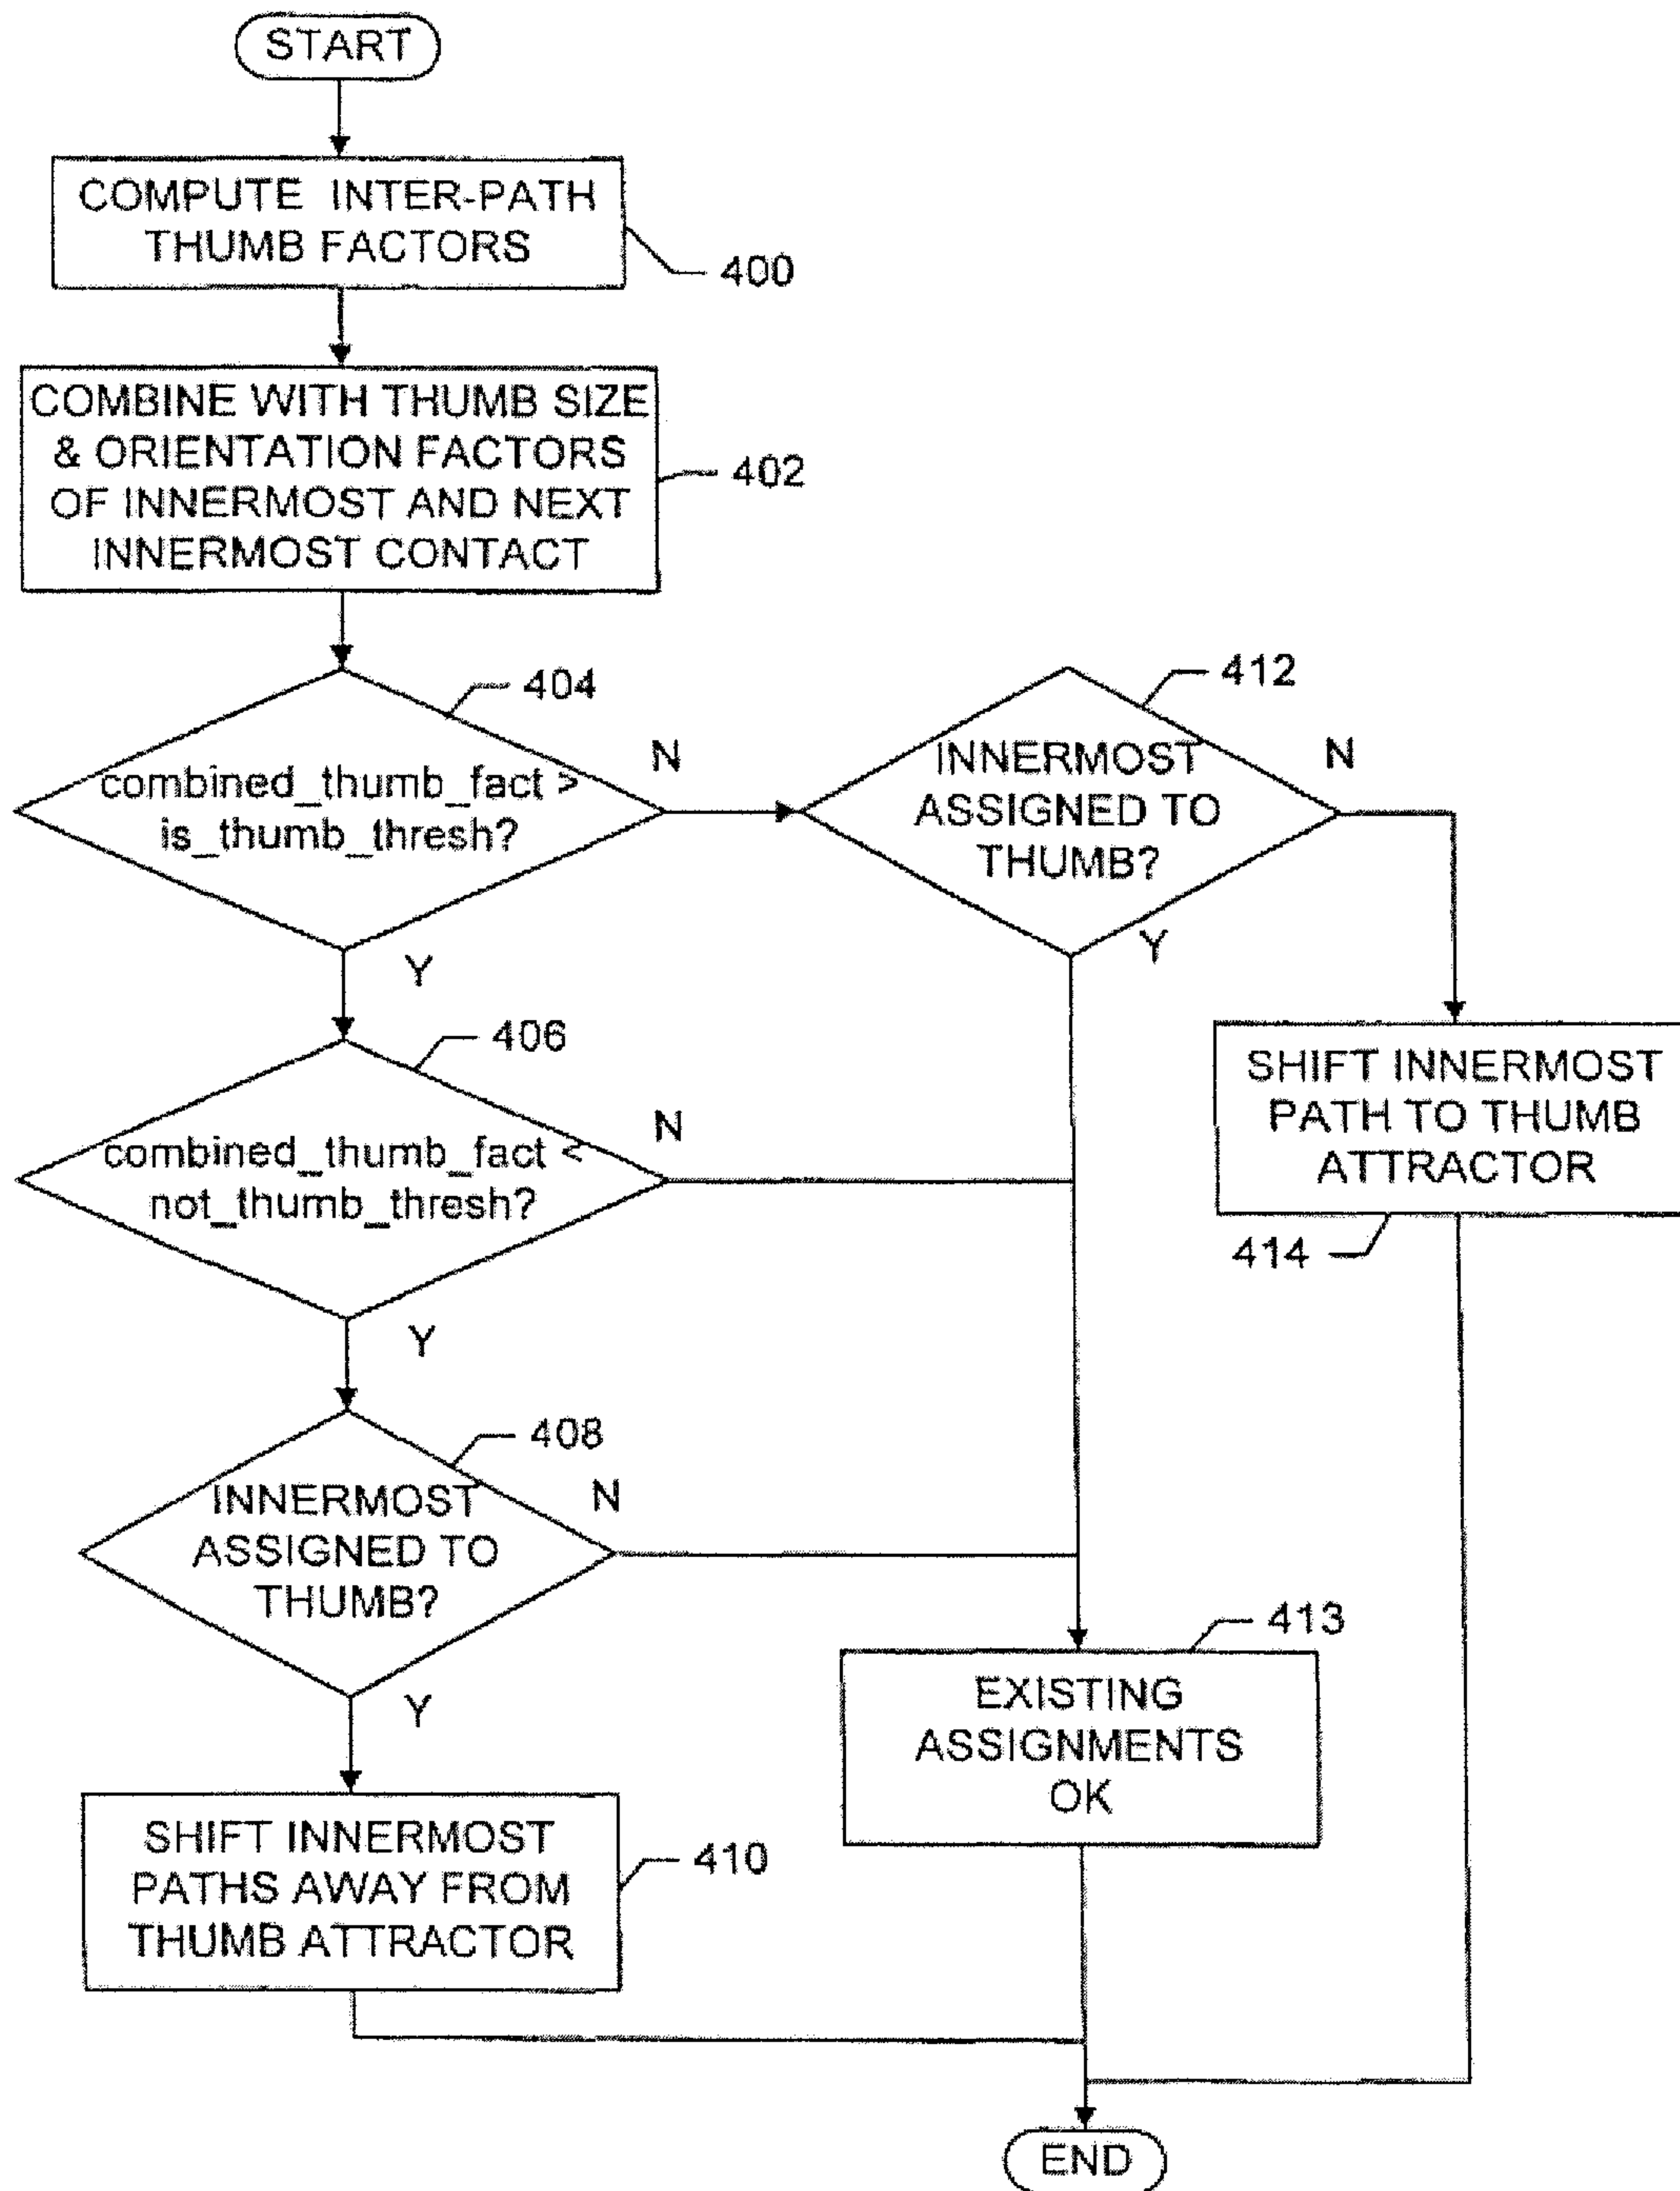 START
COMPUTE INTER-PATH
THUMB FACTORS
400
COMBINE WITH THUMB SIZE
& ORIENTATION FACTORS
OF INNERMOST AND NEXT
INNERMOST CONTACT
402
404
combined_thumb_fact >
is_thumb_thresh?
N
Y
412
INNERMOST
ASSIGNED TO
THUMB?
N
Y
406
combined_thumb_fact <
not_thumb_thresh?
N
Y
SHIFT INNERMOST
PATH TO THUMB
ATTRACTOR
414
408
INNERMOST
ASSIGNED TO
THUMB?
N
Y
413
EXISTING
ASSIGNMENTS
OK
SHIFT INNERMOST
PATHS AWAY FROM
THUMB ATTRACTOR
410
END